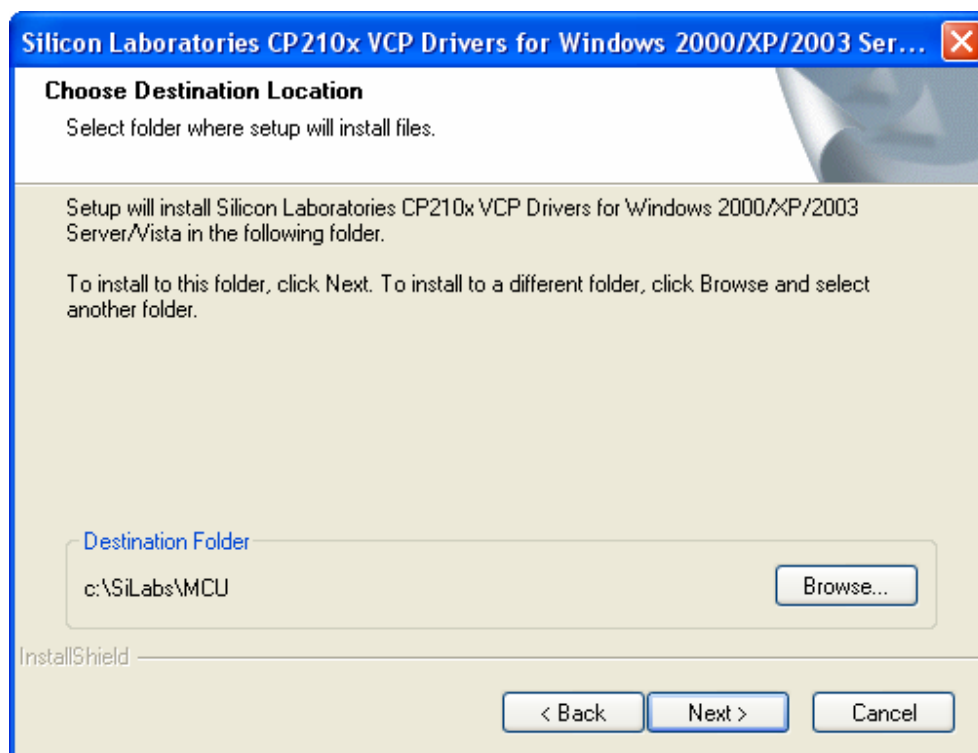 Silicon Laboratories CP210x VCP Drivers for Windows 2000/XP/2003 Ser...
Choose Destination Location
Select folder where setup will install files.
Setup will install Silicon Laboratories CP210x VCP Drivers for Windows 2000/XP/2003
Server/Vista in the following folder.
To install to this folder, click Next. To install to a different folder, click Browse and select
another folder.
Destination Folder
c:\SiLabs\MCU
Browse...
InstallShield
< Back
Next >
Cancel